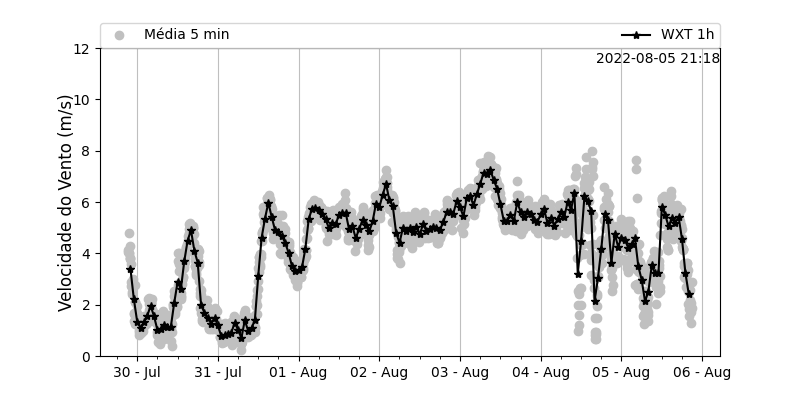 Média 5 min
WXT 1h
2022-08-05 21:18
Velocidade do Vento (m/s)
12
10
8
6
4
2
0
30 - Jul
31 - Jul
01 - Aug
02 - Aug
03 - Aug
04 - Aug
05 - Aug
06 - Aug